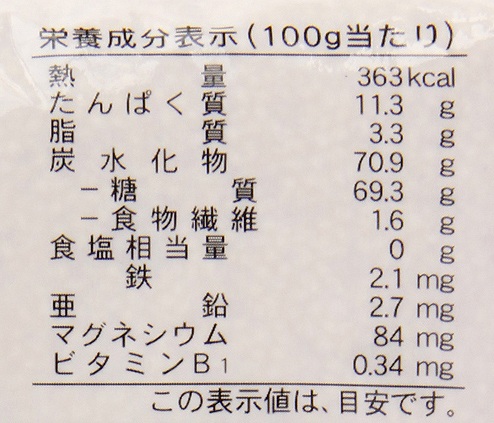 栄養成分表示(100g当たり)
熱量 363kcal
たんぱく質 11.3 g
脂質 3.3 g
炭水化物 70.9 g
－糖質 69.3 g
－食物繊維 1.6 g
食塩相当量 0 g
鉄 2.1 mg
亜鉛 2.7 mg
マグネシウム 84 mg
ビタミンB1 0.34 mg
この表示値は、目安です。